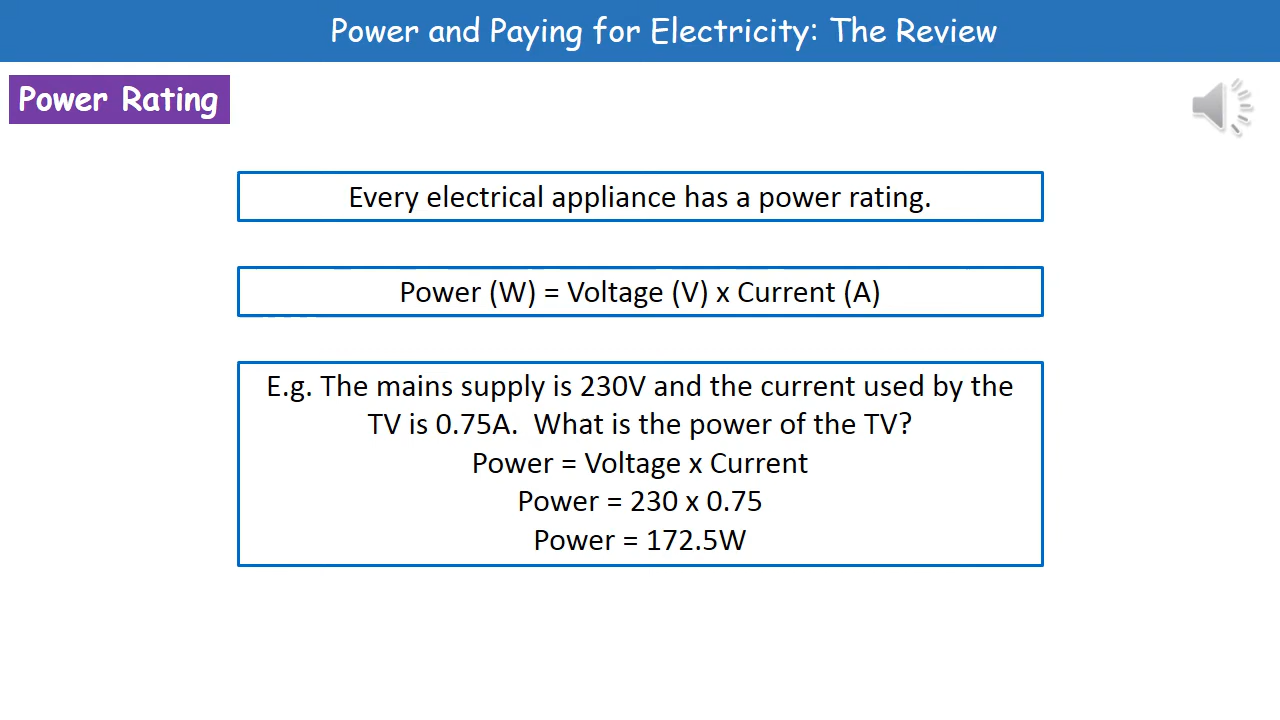 Power and Paying for Electricity: The Review
Power Rating
Every electrical appliance has a power rating.
Power (W) = Voltage (V) x Current (A)
E.g. The mains supply is 230V and the current used by the
TV is 0.75A.  What is the power of the TV?
Power = Voltage x Current
Power = 230 x 0.75
Power = 172.5W